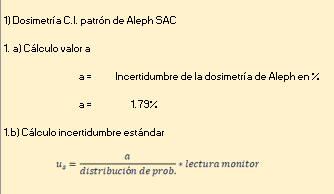 1) Dosimetría C.I. patrón de Aleph SAC
1. a) Cálculo valor a
a = Incertidumbre de la dosimetría de Aleph en %
a = 1.79%
1.b) Cálculo incertidumbre estándar
u_s = a / distribución de prob. * lectura monitor